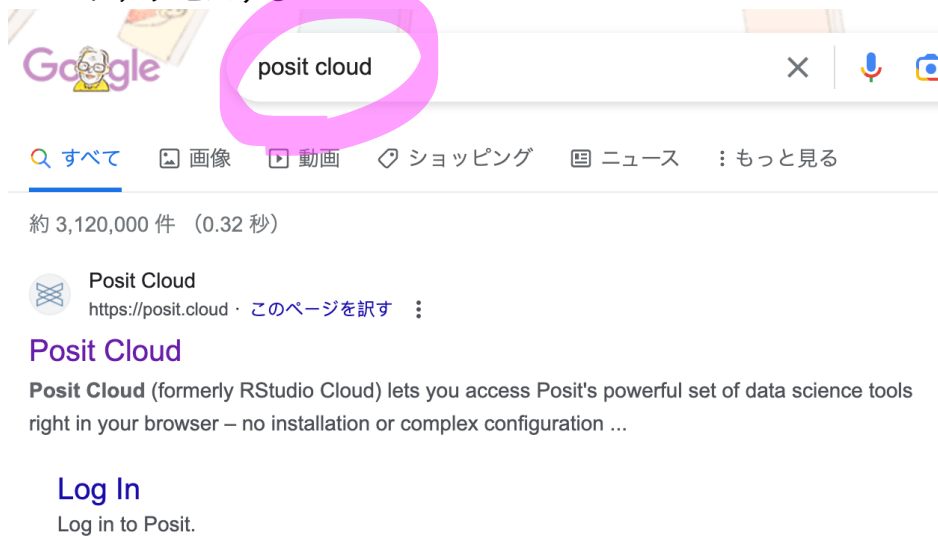 Google
posit cloud
すべて 画像 動画 ショッピング ニュース もっと見る
約 3,120,000 件 （0.32 秒）
Posit Cloud
https://posit.cloud · このページを訳す
Posit Cloud
Posit Cloud (formerly RStudio Cloud) lets you access Posit's powerful set of data science tools
right in your browser – no installation or complex configuration ...
Log In
Log in to Posit.